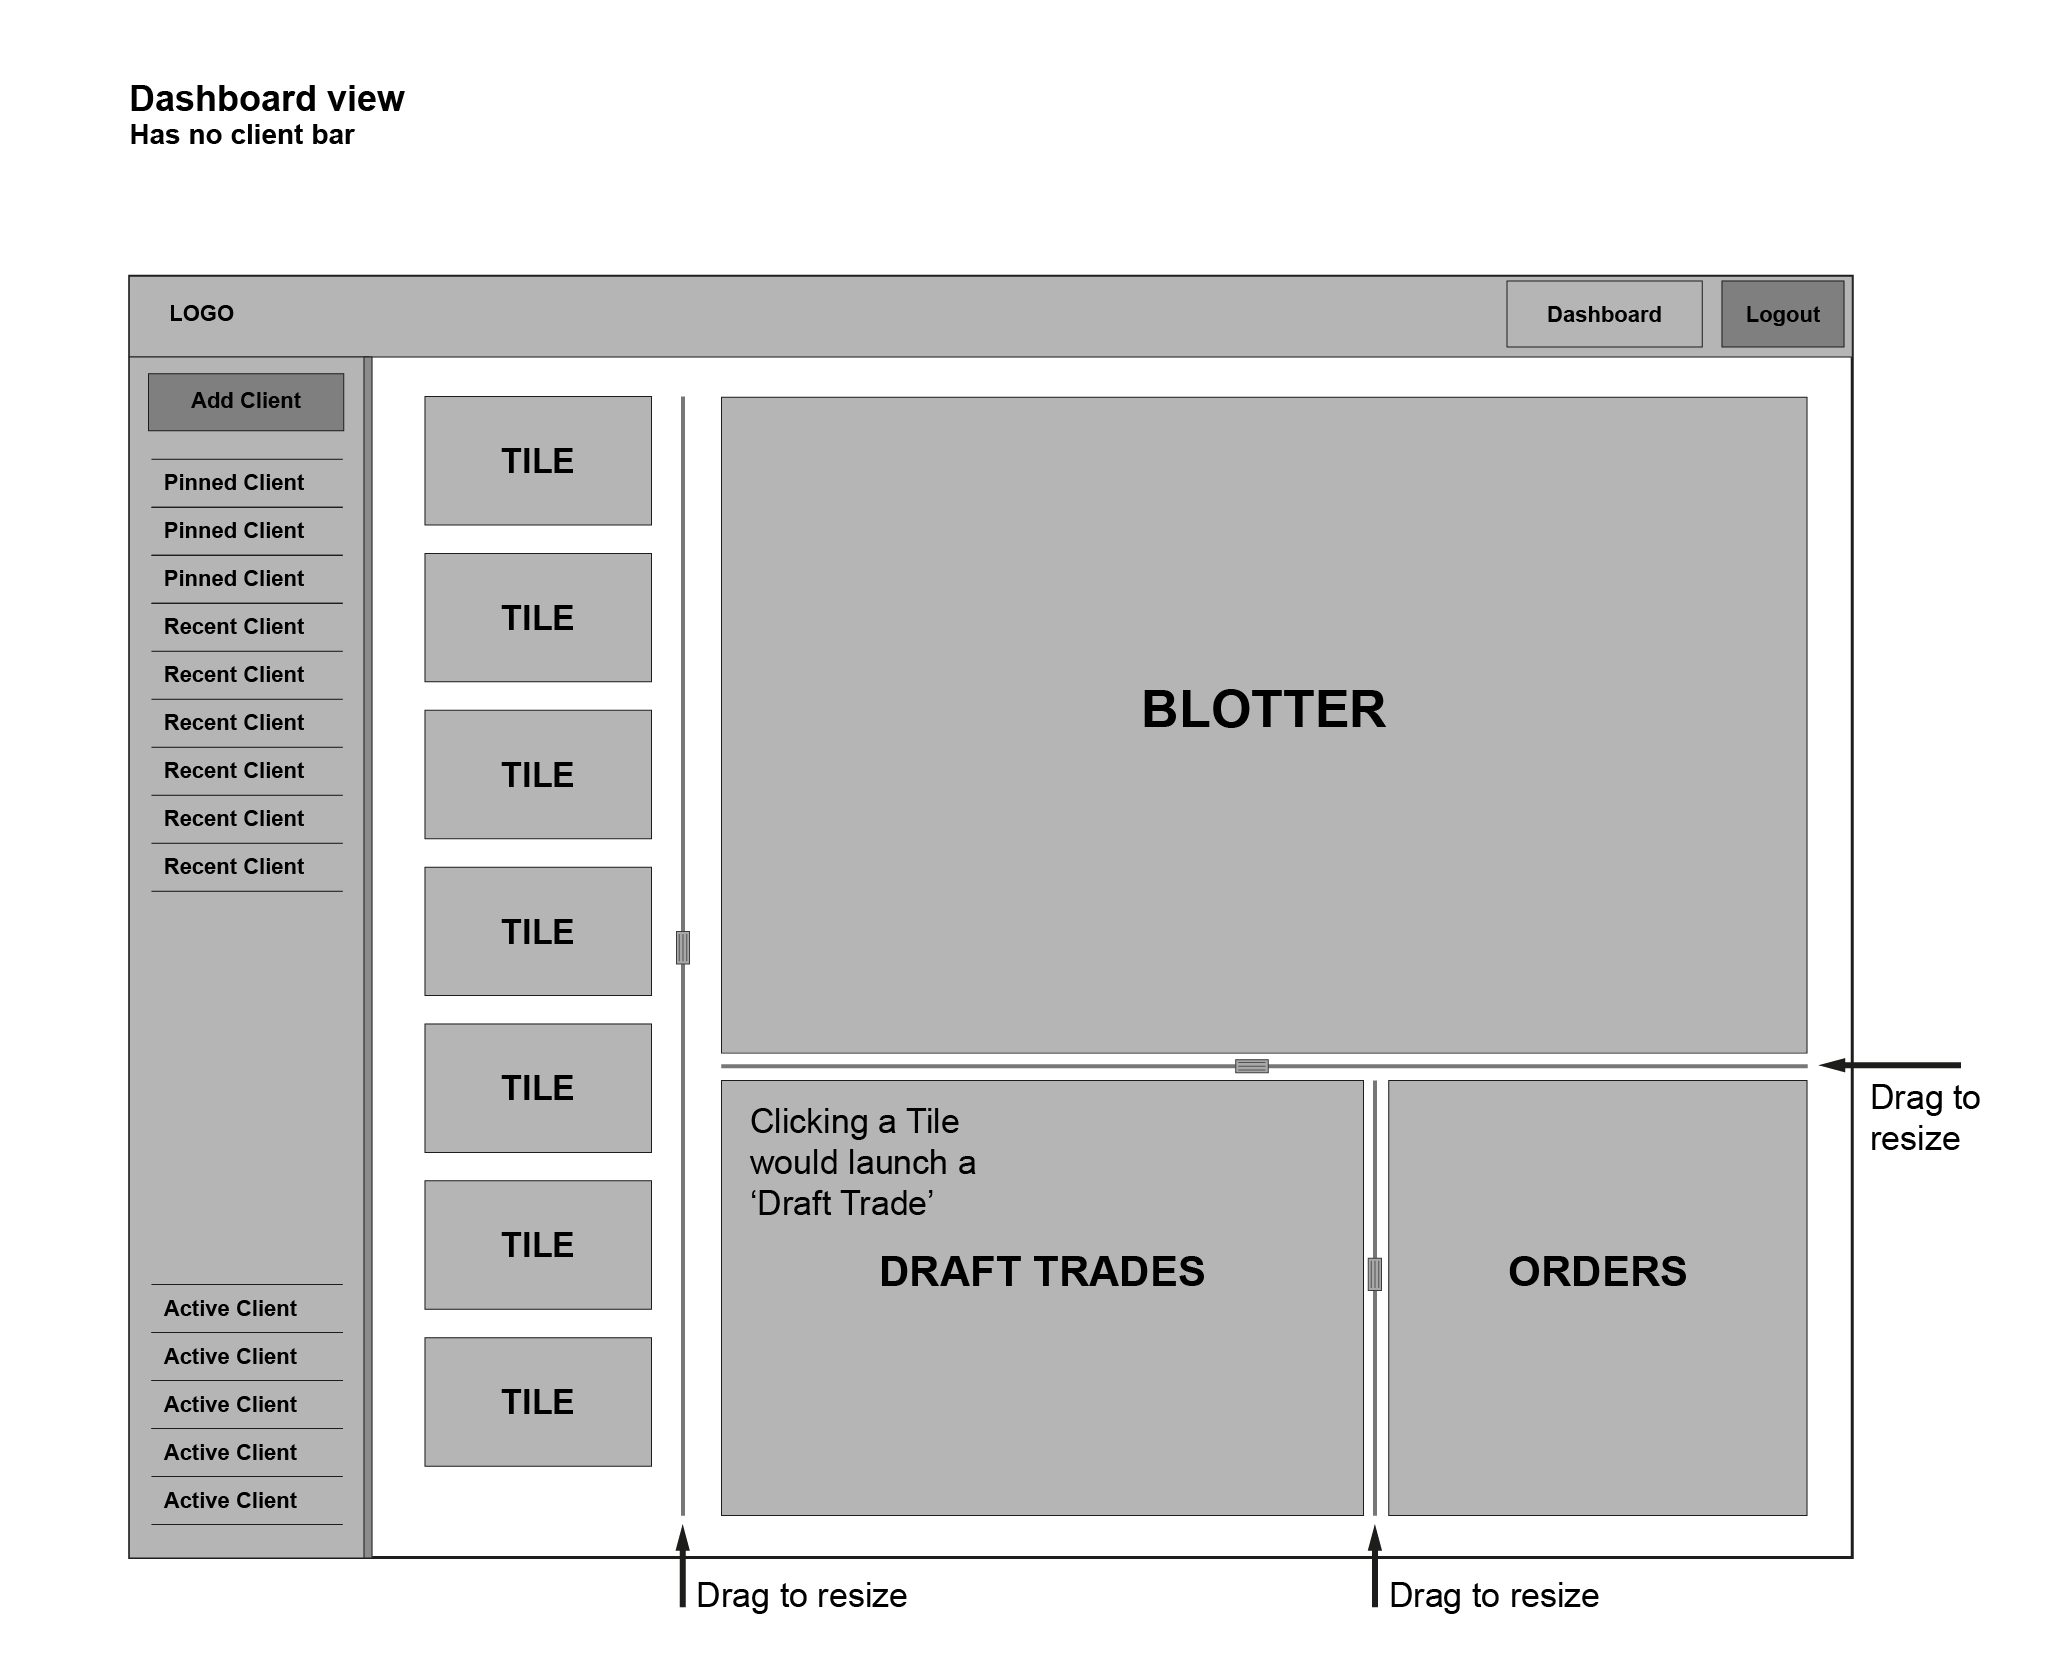 Dashboard view
Has no client bar
LOGO
Dashboard
Logout
Add Client
Pinned Client
Pinned Client
Pinned Client
Recent Client
Recent Client
Recent Client
Recent Client
Recent Client
Recent Client
Active Client
Active Client
Active Client
Active Client
Active Client
TILE
TILE
TILE
TILE
TILE
TILE
TILE
BLOTTER
Clicking a Tile
would launch a
‘Draft Trade’
DRAFT TRADES
ORDERS
Drag to
resize
Drag to resize
Drag to resize